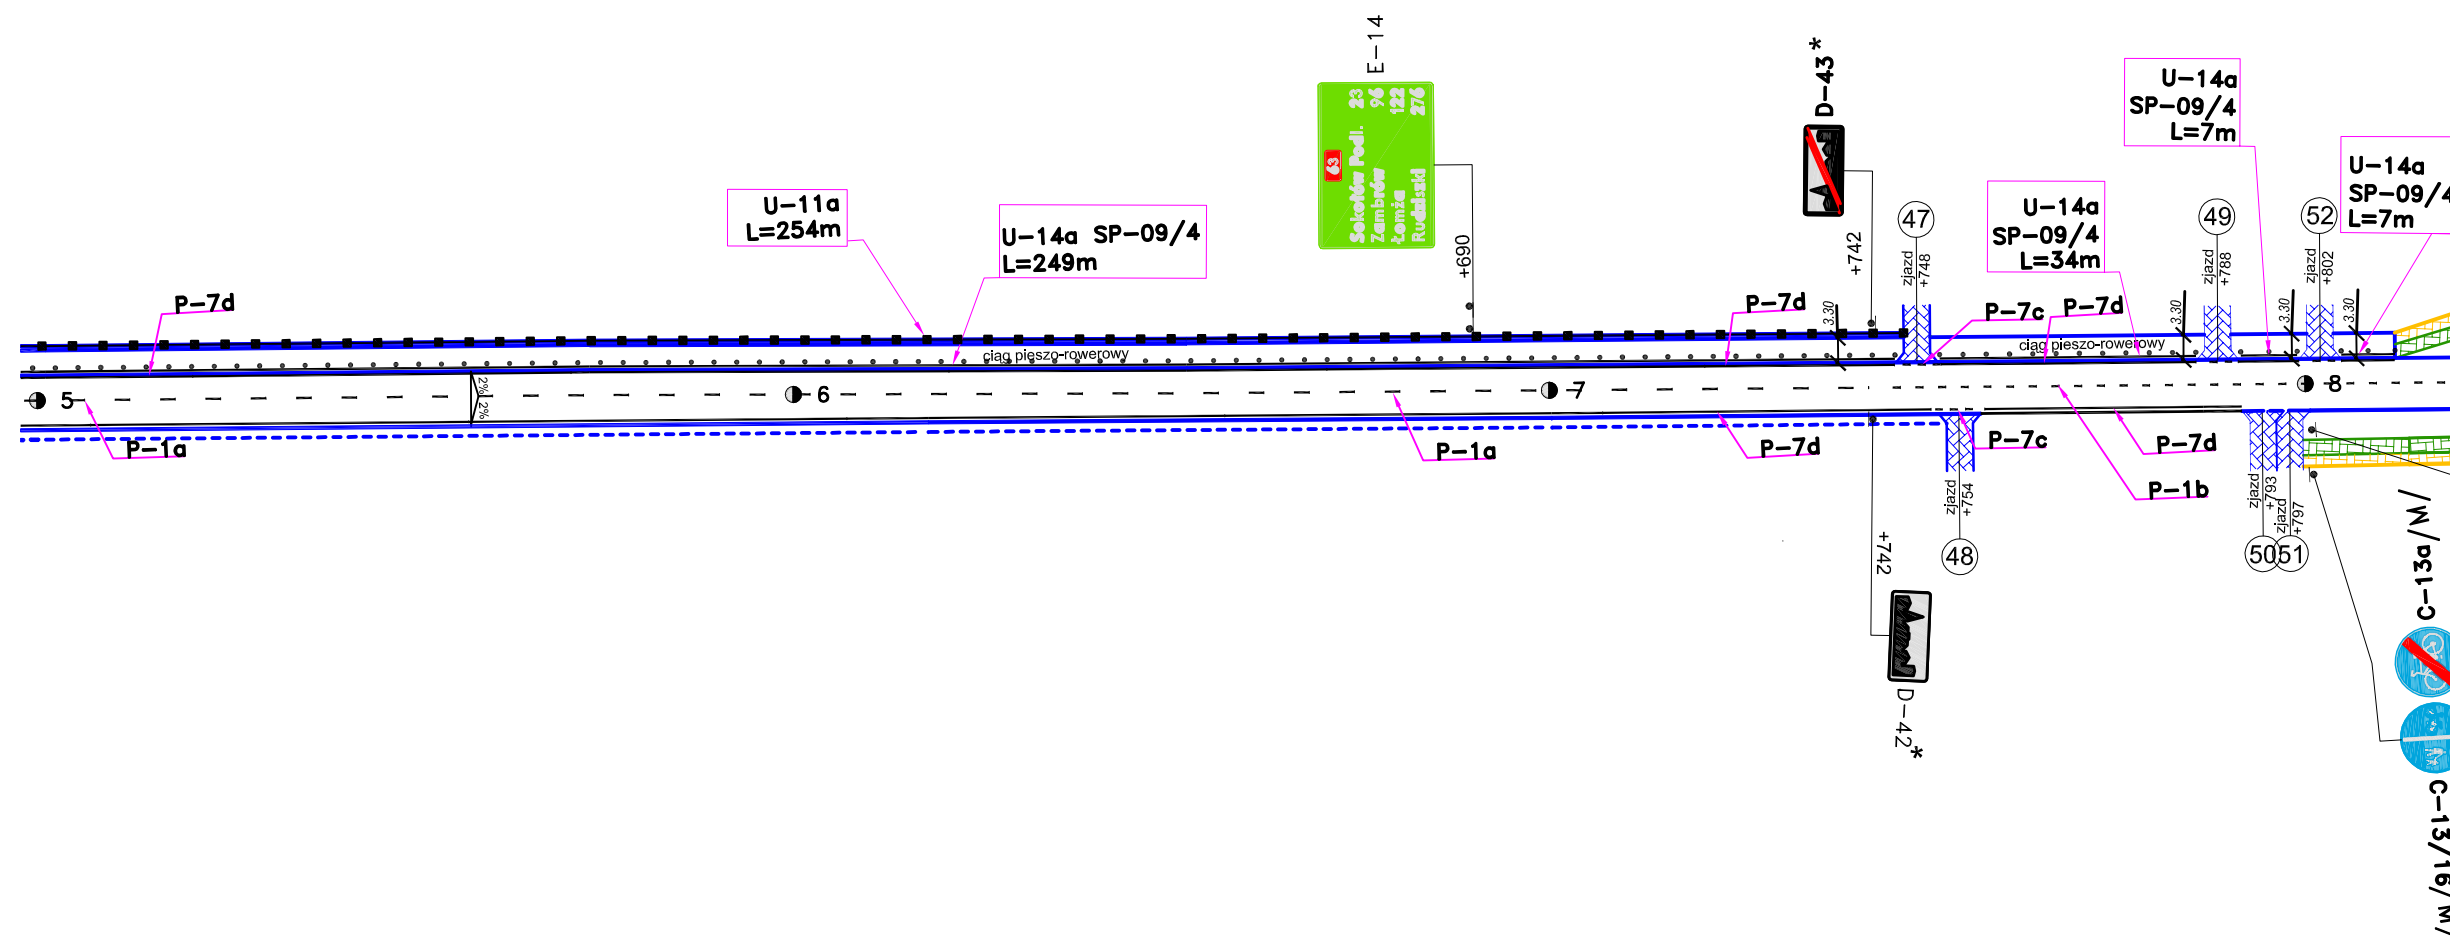 E-14
63
Sokołów Podl. 23
Zambrów 96
Łomża 122
Rudziszki 276
+690
D-43*
+742
U-14a
SP-09/4
L=7m
U-14a
SP-09/4
L=7m
U-11a
L=254m
U-14a SP-09/4
L=249m
U-14a
SP-09/4
L=34m
47
zjazd
+748
49
zjazd
+788
52
zjazd
+802
P-7d
P-7d
P-7c
P-7d
3.30
3.30
3.30
3.30
ciąg pieszo-rowerowy
ciąg pieszo-rowerowy
2% 2%
5
6
7
8
P-1a
P-1a
P-7d
P-7c
P-7d
P-1b
zjazd
+754
48
zjazd
+793
50
zjazd
+797
51
+742
D-42*
C-13a/M/
C-13/16/M/